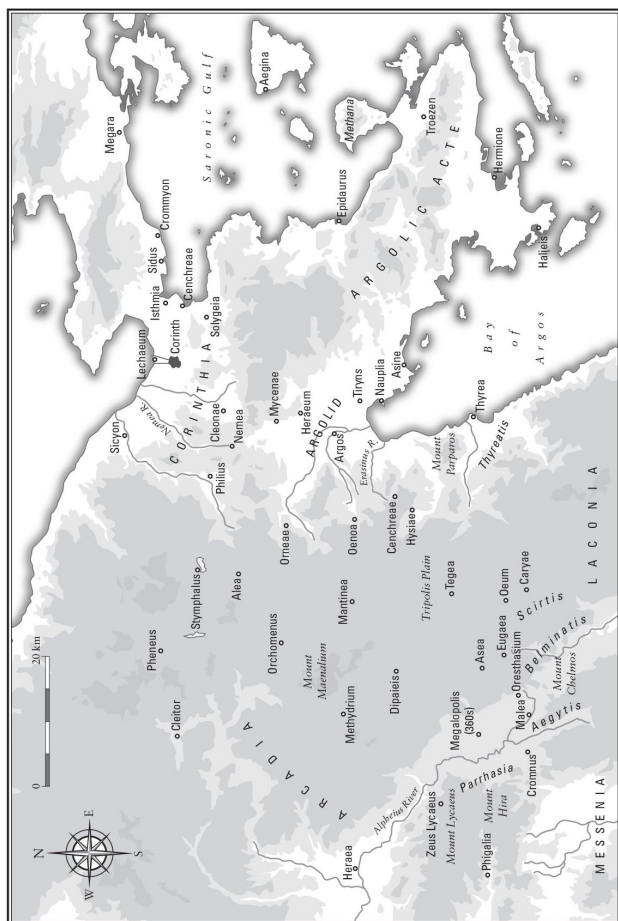 N
E
S
W
0
20 km
Megara
Saronic Gulf
Aegina
Methana
Troezen
Crommyon
Sidus
Isthmia
Cenchreae
Epidaurus
Hermione
Halieis
Lechaeum
Corinth
Solygeia
ARGOLIC ACTE
Bay
of
Argos
Sicyon
Nemea R.
CORINTHIA
Cleonae
Nemea
Mycenae
Heraeum
Tiryns
Nauplia
Asine
Phlius
ARGOLID
Argos
Erasinus R.
Mount
Parparos
Thyrea
Thyreatis
Orneae
Oenoa
Cenchreae
Hysiae
Stymphalus
Alea
Mantinea
Tripolis Plain
Tegea
Oeum
Caryae
LACONIA
Pheneus
Orchomenus
Mount
Maenalium
Dipaieis
Asea
Eugaea
Scirtis
Cleitor
Methydrium
Megalopolis
(360s)
Oresthasium
Belminatis
Mount
Chelmos
Malea
Aegytis
ARCADIA
Alpheius River
Parrhasia
Cromnus
Heraea
Zeus Lycaeus
Mount Lycaeus
Mount
Hira
Phigalia
MESSENIA